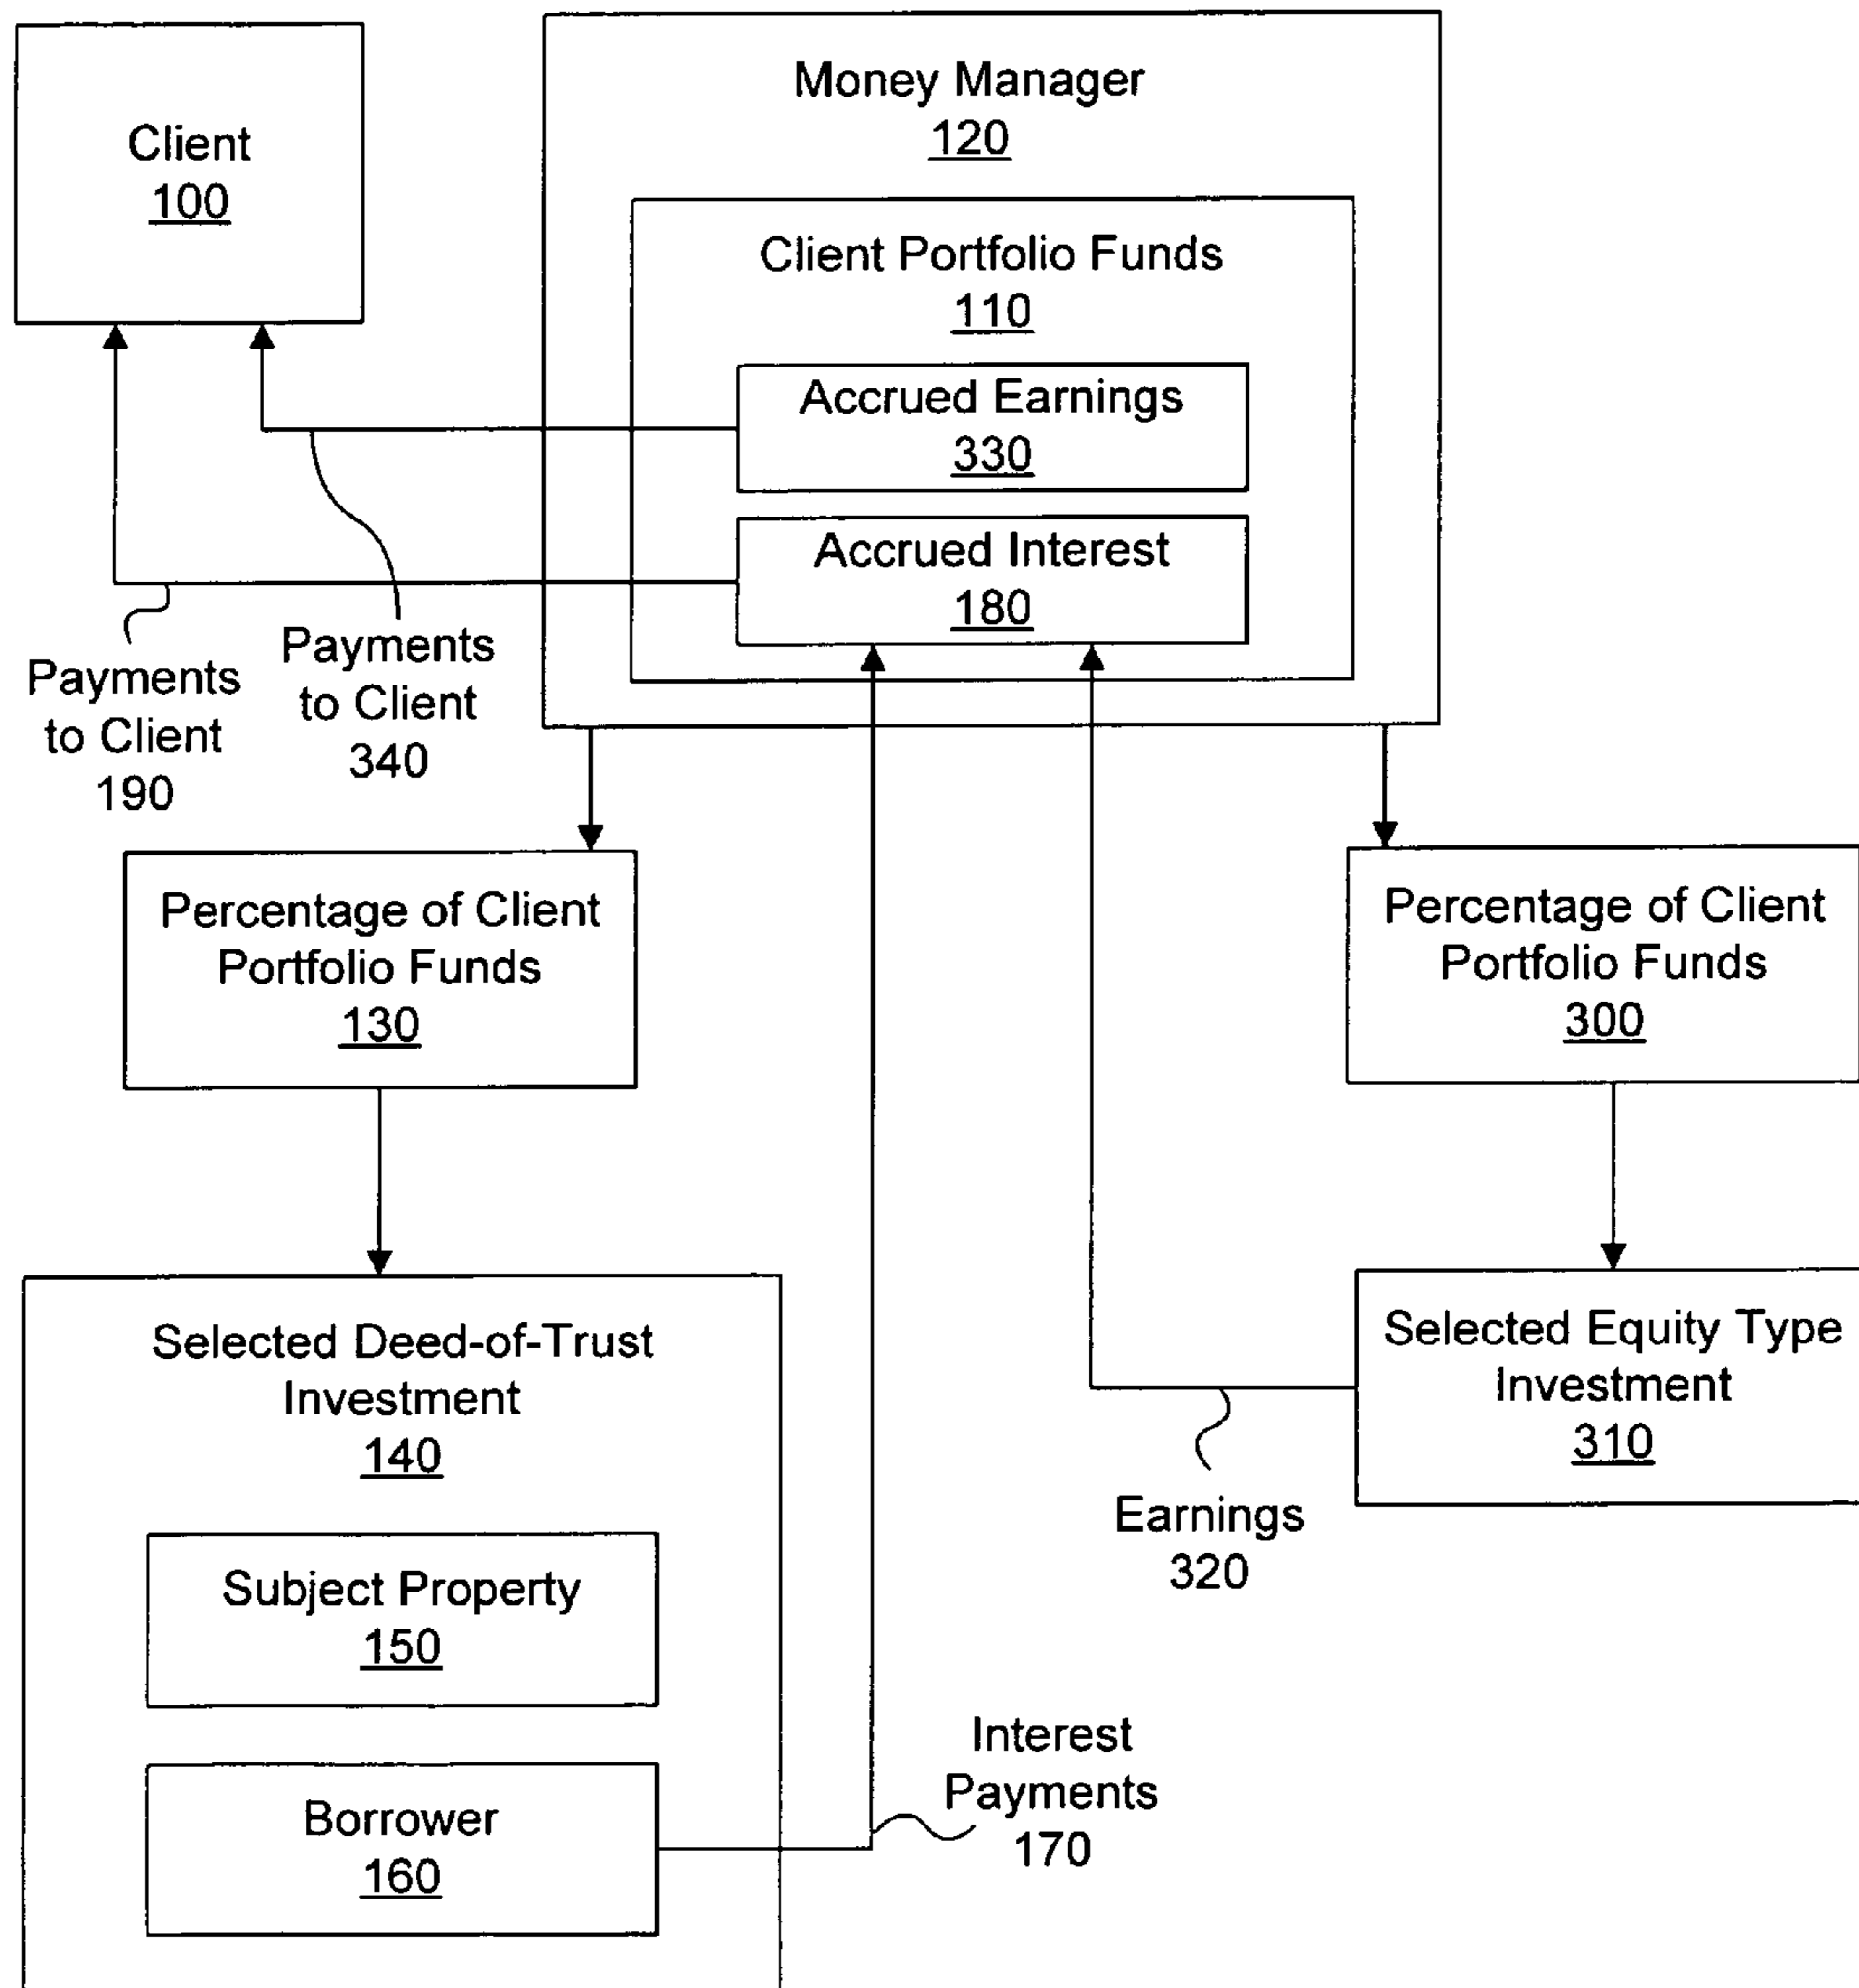 Client
100
Money Manager
120
Client Portfolio Funds
110
Accrued Earnings
330
Accrued Interest
180
Payments
to Client
190
Payments
to Client
340
Percentage of Client
Portfolio Funds
130
Percentage of Client
Portfolio Funds
300
Selected Deed-of-Trust
Investment
140
Subject Property
150
Borrower
160
Selected Equity Type
Investment
310
Earnings
320
Interest
Payments
170